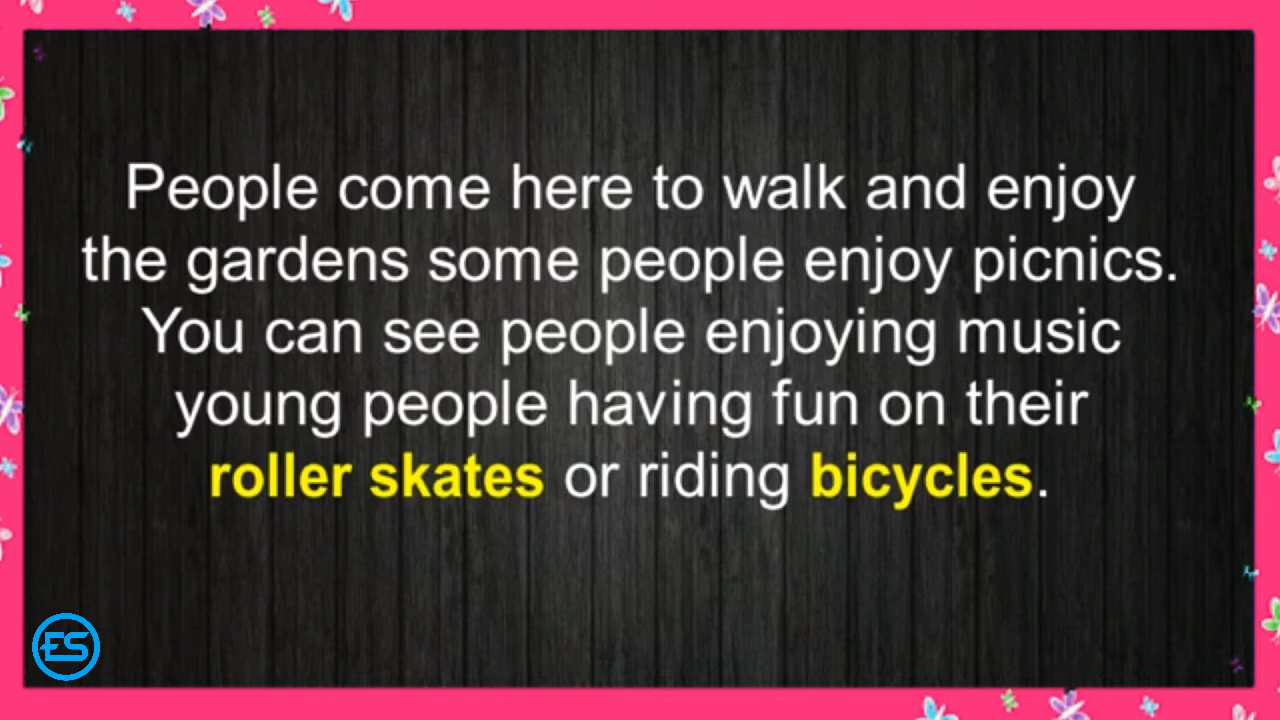 People come here to walk and enjoy
the gardens some people enjoy picnics.
You can see people enjoying music
young people having fun on their
roller skates or riding bicycles.
ES